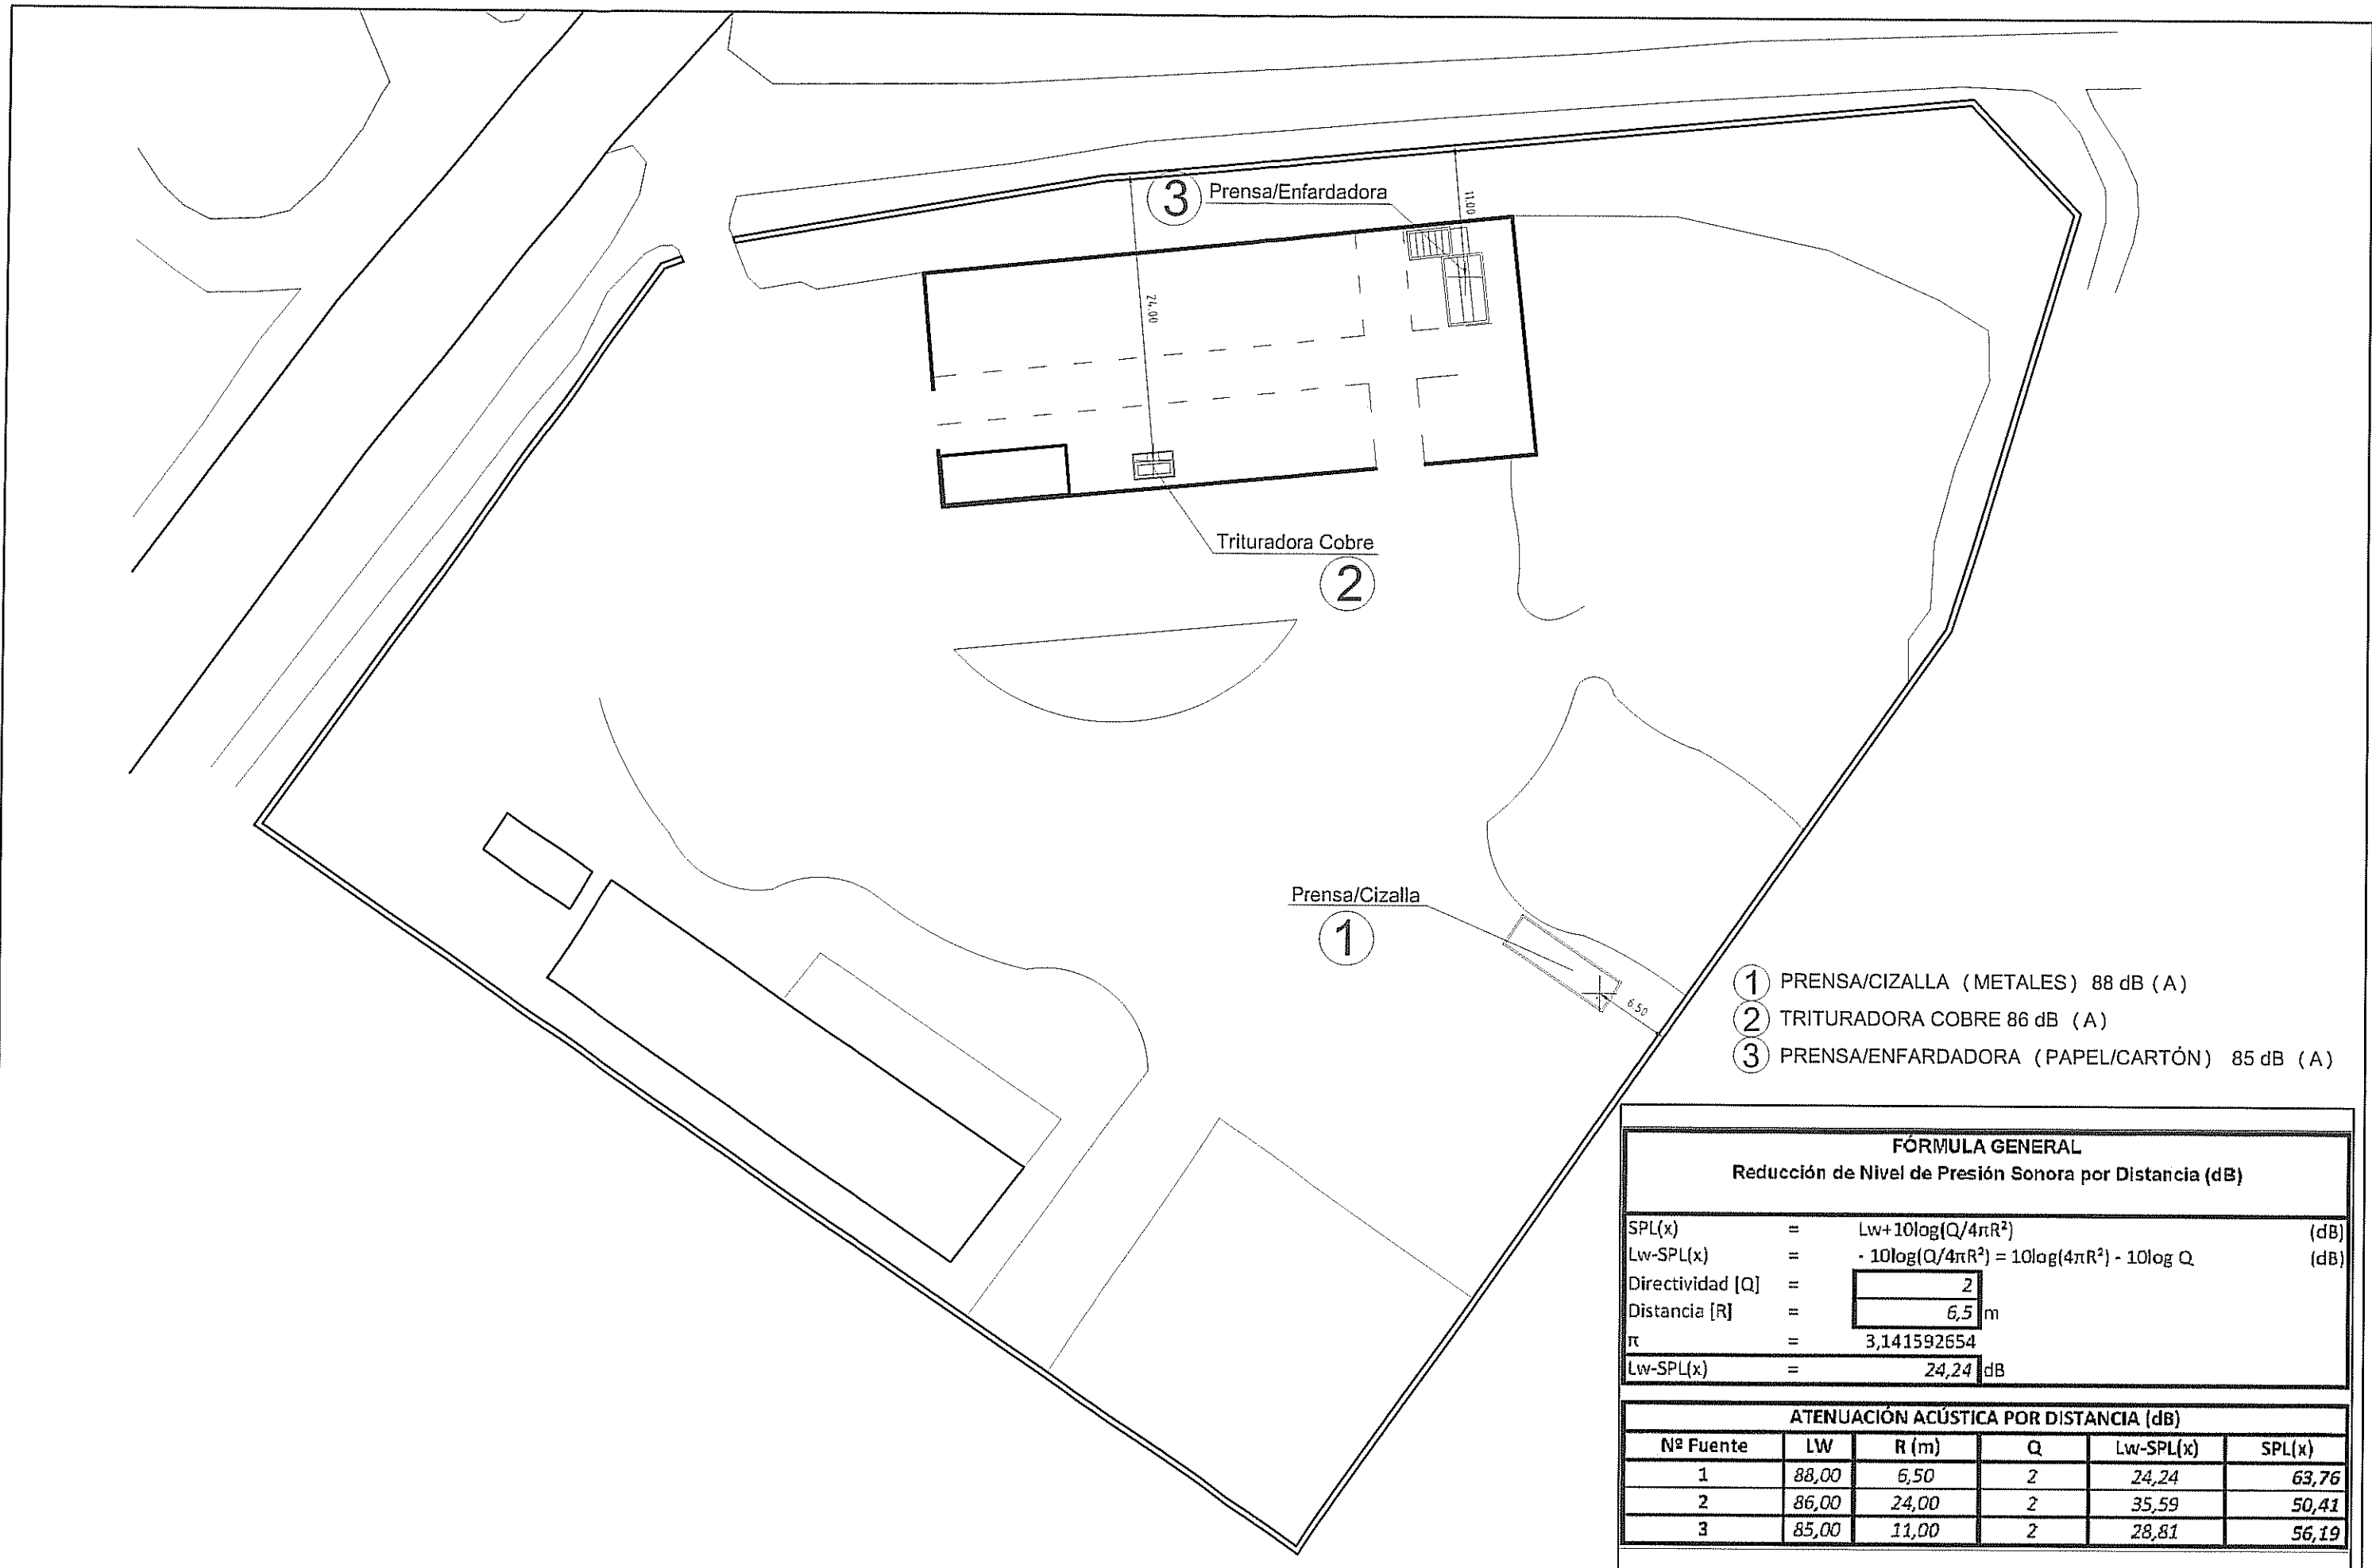 3 Prensa/Enfardadora
11.00
24.00
Trituradora Cobre
2
Prensa/Cizalla
1
6.50
1 PRENSA/CIZALLA (METALES) 88 dB (A)
2 TRITURADORA COBRE 86 dB (A)
3 PRENSA/ENFARDADORA (PAPEL/CARTÓN) 85 dB (A)
FÓRMULA GENERAL
Reducción de Nivel de Presión Sonora por Distancia (dB)
SPL(x) = Lw+10log(Q/4πR²) (dB)
Lw-SPL(x) = - 10log(Q/4πR²) = 10log(4πR²) - 10log Q (dB)
Directividad [Q] = 2
Distancia [R] = 6,5 m
π = 3,141592654
Lw-SPL(x) = 24,24 dB
ATENUACIÓN ACÚSTICA POR DISTANCIA (dB)
Nº Fuente LW R (m) Q Lw-SPL(x) SPL(x)
1 88,00 6,50 2 24,24 63,76
2 86,00 24,00 2 35,59 50,41
3 85,00 11,00 2 28,81 56,19